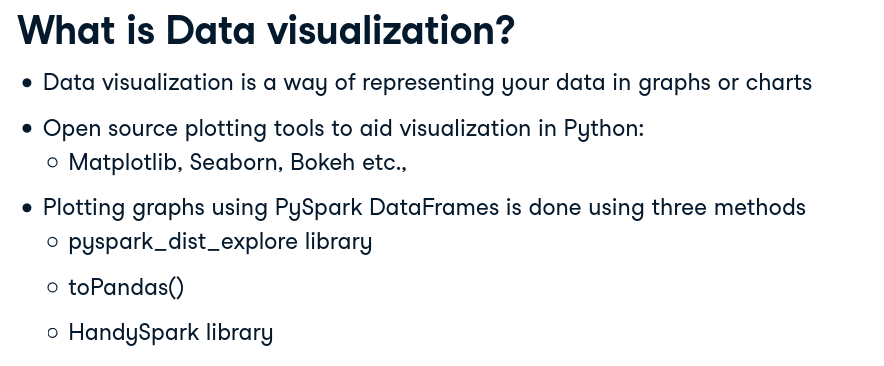 What is Data visualization?
• Data visualization is a way of representing your data in graphs or charts
• Open source plotting tools to aid visualization in Python:
○ Matplotlib, Seaborn, Bokeh etc.,
• Plotting graphs using PySpark DataFrames is done using three methods
○ pyspark_dist_explore library
○ toPandas()
○ HandySpark library